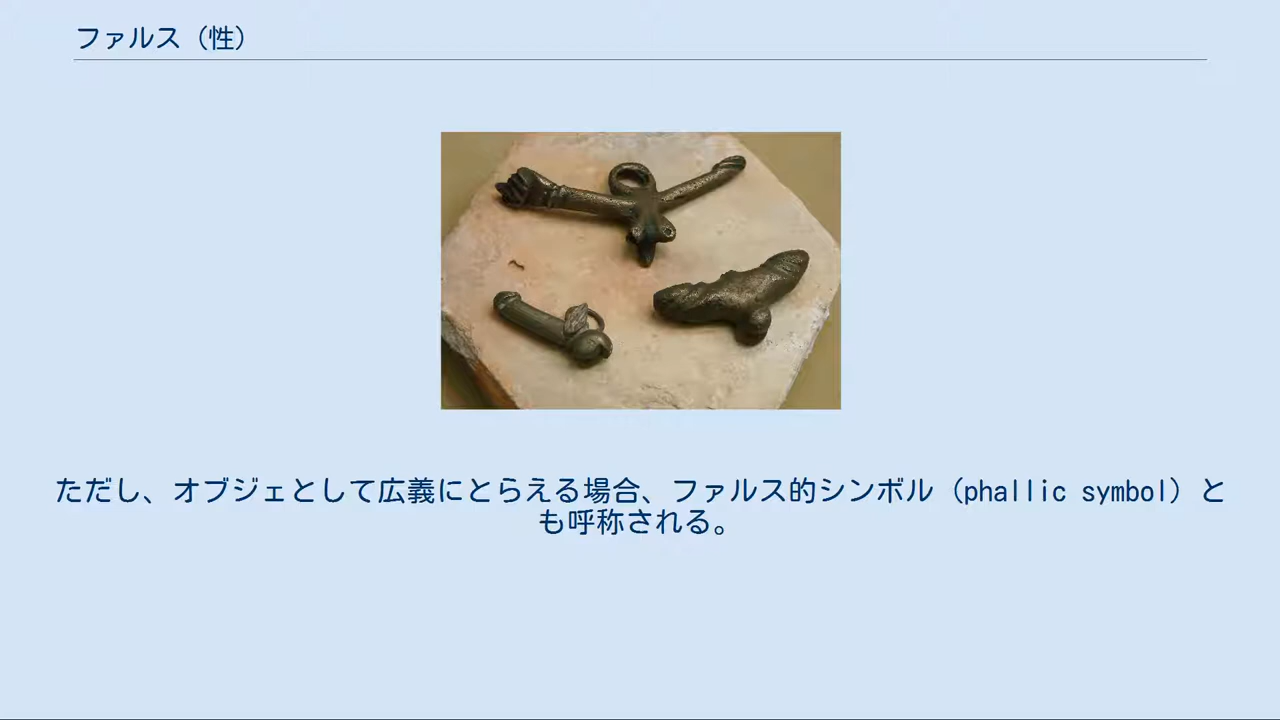 ファルス（性）
ただし、オブジェとして広義にとらえる場合、ファルス的シンボル（phallic symbol）と
も呼称される。